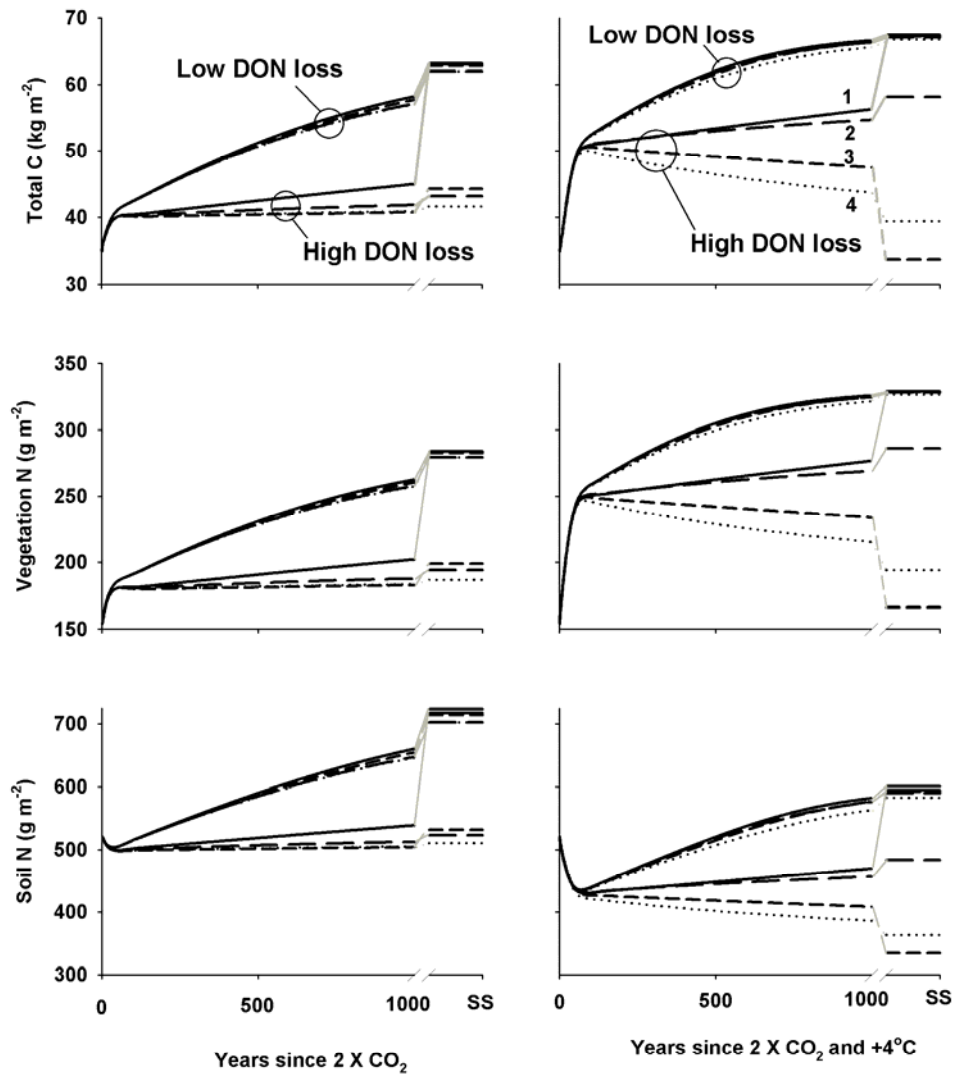 70
60
50
40
30
Total C (kg m-2)
Low DON loss
High DON loss
Low DON loss
1
2
3
4
High DON loss
350
300
250
200
150
Vegetation N (g m-2)
700
600
500
400
300
Soil N (g m-2)
0 500 1000 SS
0 500 1000 SS
Years since 2 X CO2
Years since 2 X CO2 and +4°C